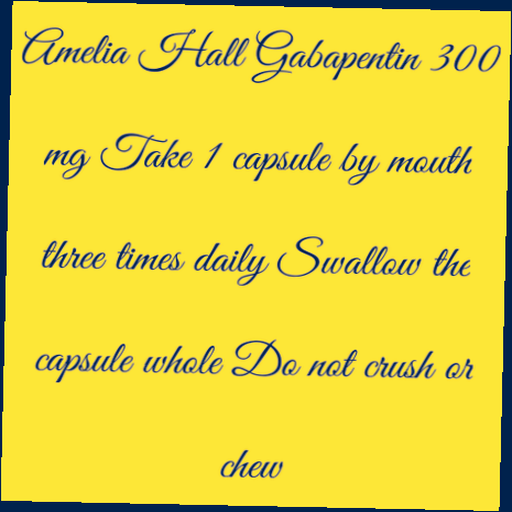 Amelia Hall Gabapentin 300
mg Take 1 capsule by mouth
three times daily Swallow the
capsule whole Do not crush or
chew